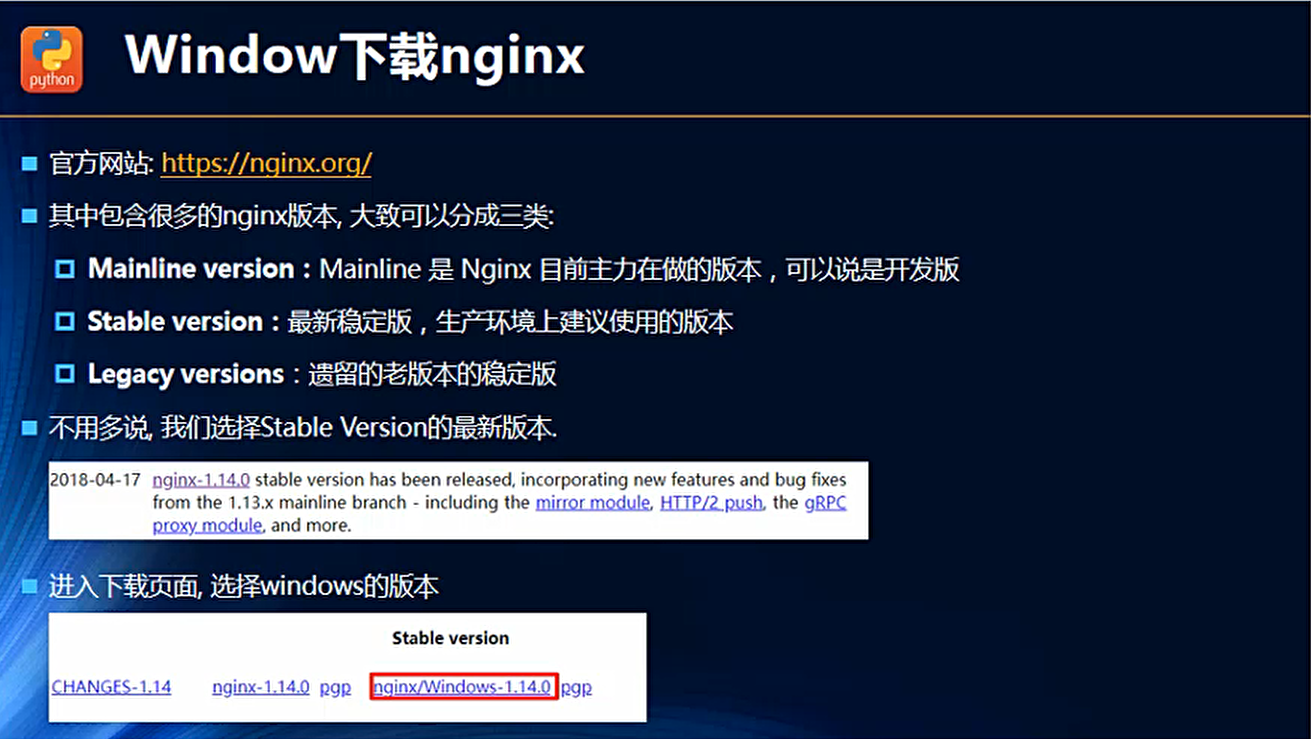 python
Window下载nginx
官方网站: https://nginx.org/
其中包含很多的nginx版本, 大致可以分成三类:
Mainline version：Mainline 是 Nginx 目前主力在做的版本，可以说是开发版
Stable version：最新稳定版，生产环境上建议使用的版本
Legacy versions：遗留的老版本的稳定版
不用多说, 我们选择Stable Version的最新版本.
2018-04-17 nginx-1.14.0 stable version has been released, incorporating new features and bug fixes
from the 1.13.x mainline branch - including the mirror module, HTTP/2 push, the gRPC
proxy module, and more.
进入下载页面, 选择windows的版本
Stable version
CHANGES-1.14 nginx-1.14.0 pgp nginx/Windows-1.14.0 pgp